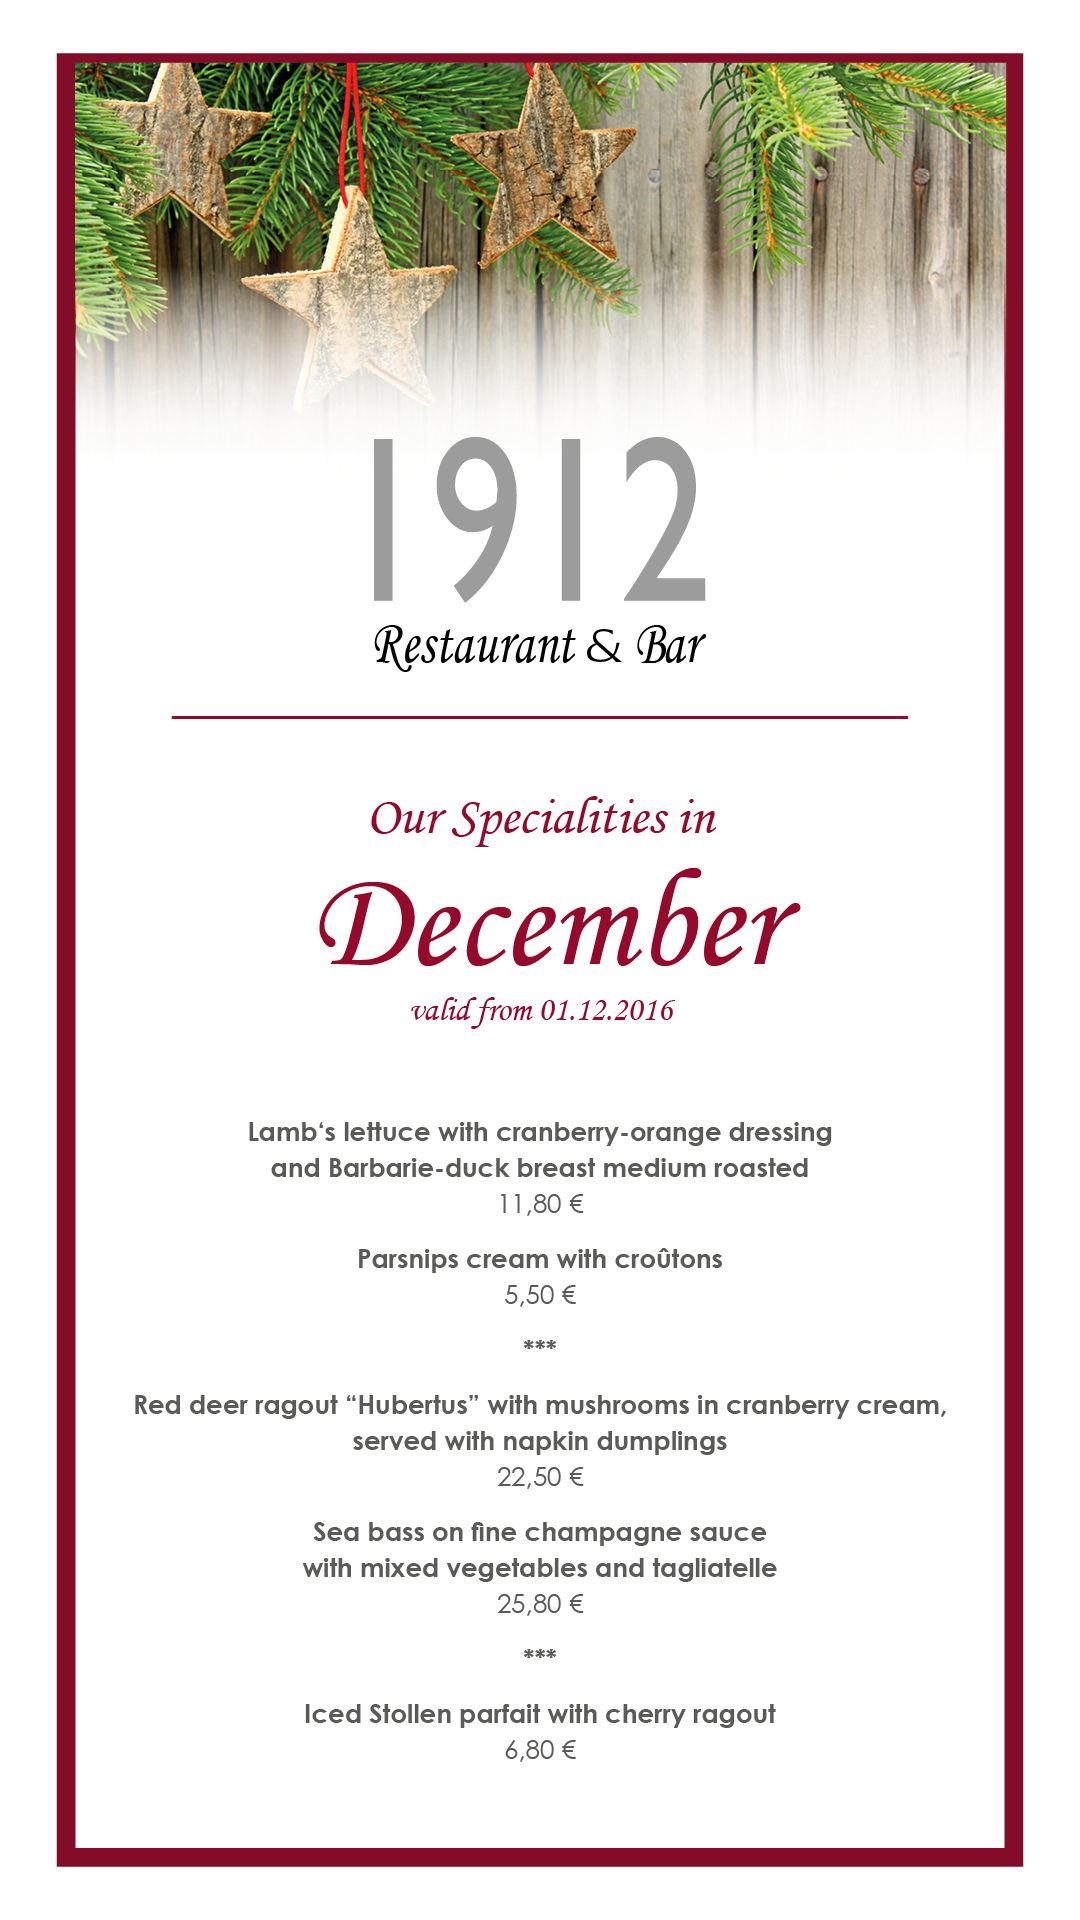 1912
Restaurant & Bar
Our Specialities in
December
valid from 01.12.2016
Lamb‘s lettuce with cranberry-orange dressing
and Barbarie-duck breast medium roasted
11,80 €
Parsnips cream with croûtons
5,50 €
***
Red deer ragout “Hubertus” with mushrooms in cranberry cream,
served with napkin dumplings
22,50 €
Sea bass on fine champagne sauce
with mixed vegetables and tagliatelle
25,80 €
***
Iced Stollen parfait with cherry ragout
6,80 €